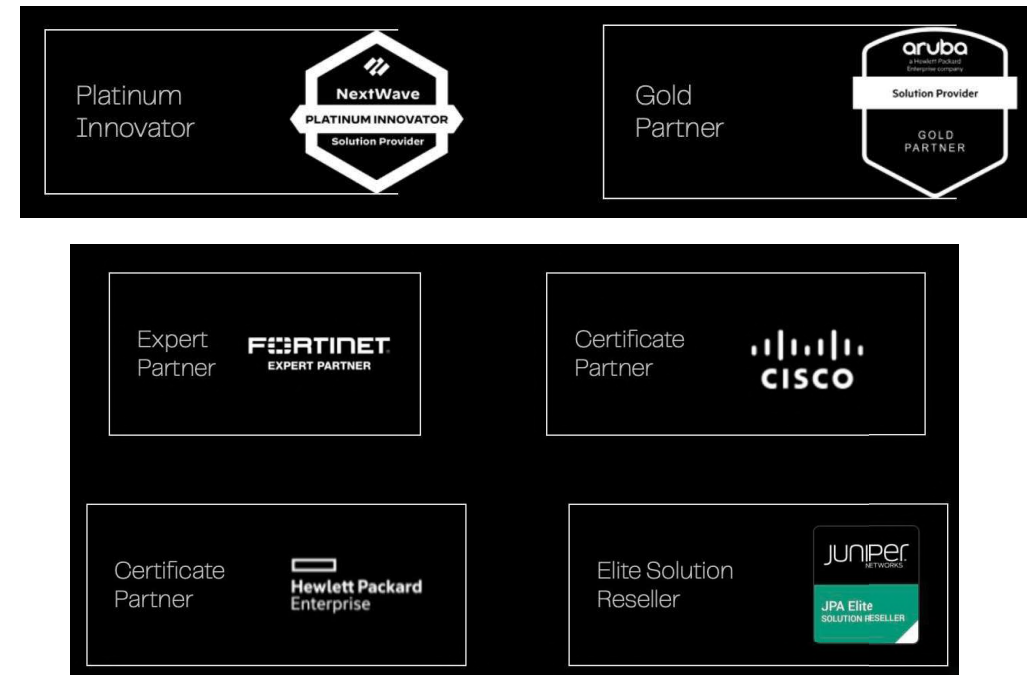 Platinum
Innovator
NextWave
PLATINUM INNOVATOR
Solution Provider
Gold
Partner
aruba
a Hewlett Packard
Enterprise company
Solution Provider
GOLD
PARTNER
Expert
Partner
FORTINET
EXPERT PARTNER
Certificate
Partner
CISCO
Certificate
Partner
Hewlett Packard
Enterprise
Elite Solution
Reseller
JUNIPER
NETWORKS
JPA Elite
SOLUTION RESELLER